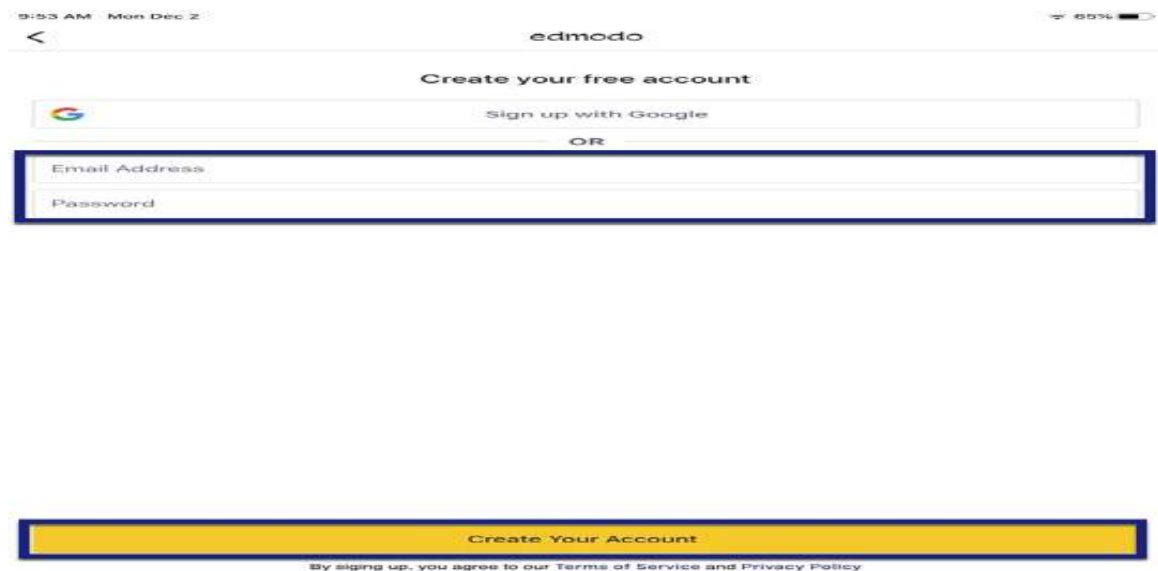 9:53 AM Mon Dec 2
65%
<
edmodo
Create your free account
Sign up with Google
OR
Email Address
Password
Create Your Account
By siging up, you agree to our Terms of Service and Privacy Policy